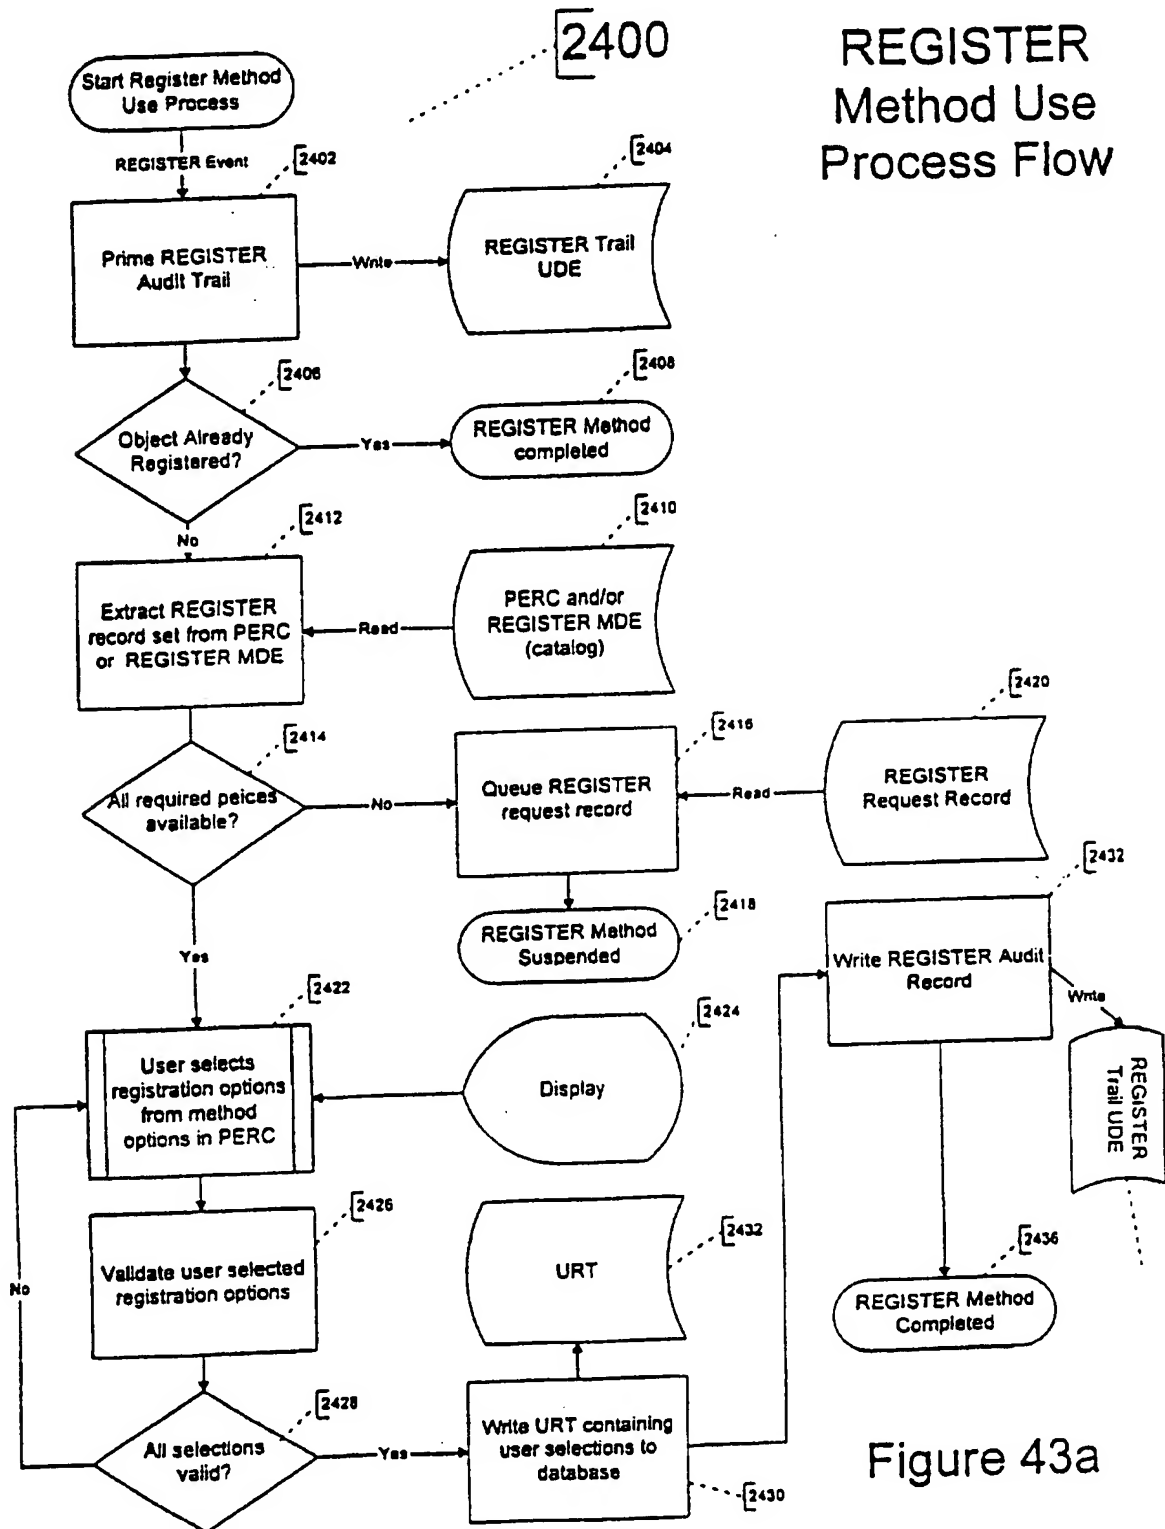 2400
REGISTER
Method Use
Process Flow
Start Register Method
Use Process
REGISTER Event
2402
2404
Prime REGISTER
Audit Trail
Write
REGISTER Trail
UDE
2406
2408
Object Already
Registered?
Yes
REGISTER Method
completed
No
2412
2410
Extract REGISTER
record set from PERC
or REGISTER MDE
Read
PERC and/or
REGISTER MDE
(catalog)
2414
2416
2420
All required peices
available?
No
Queue REGISTER
request record
Read
REGISTER
Request Record
2418
REGISTER Method
Suspended
2432
Write REGISTER Audit
Record
Write
REGISTER
Trail UDE
Yes
2422
2424
User selects
registration options
from method
options in PERC
Display
2426
2432
Validate user selected
registration options
URT
2436
REGISTER Method
Completed
No
2428
All selections
valid?
Yes
Write URT containing
user selections to
database
2430
Figure 43a